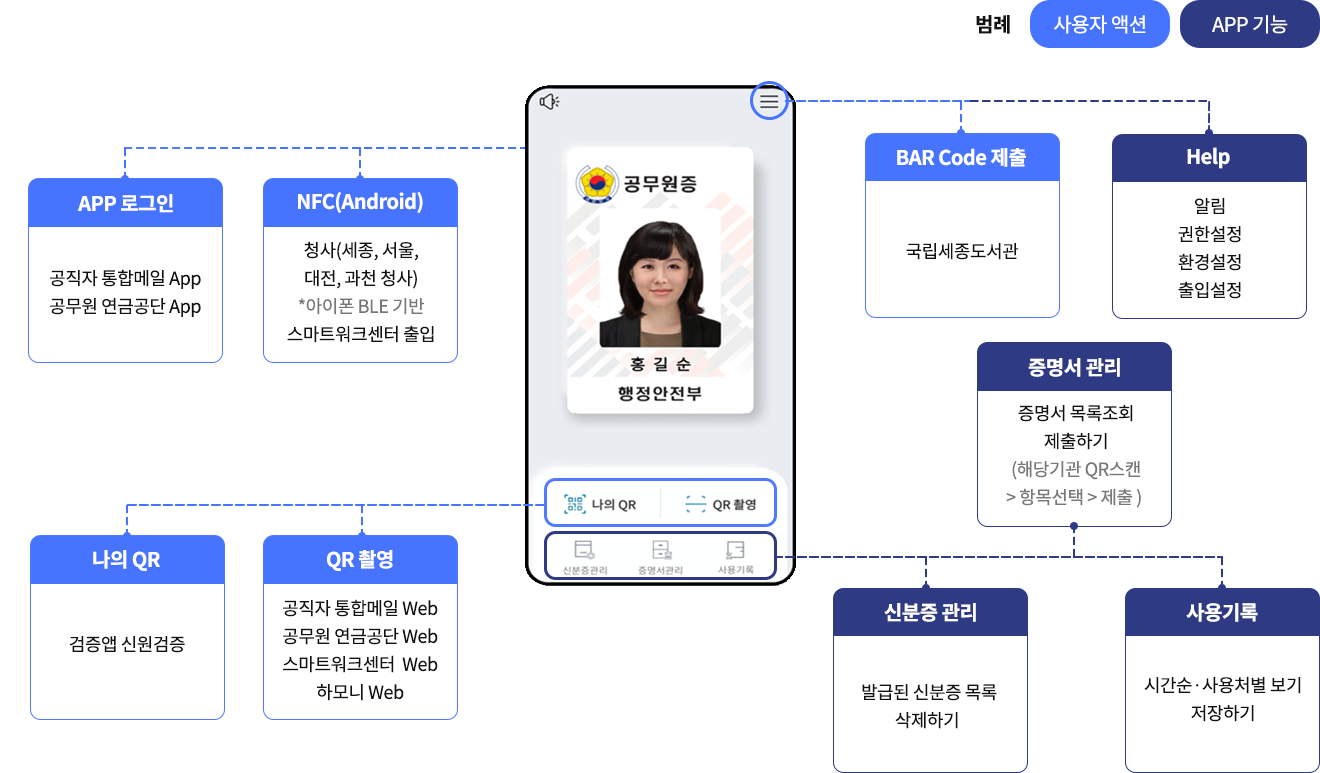 범례
사용자 액션
APP 기능
APP 로그인
공직자 통합메일 App
공무원 연금공단 App
NFC(Android)
청사(세종, 서울,
대전, 과천 청사)
*아이폰 BLE 기반
스마트워크센터 출입
공무원증
홍 길 순
행정안전부
나의 QR
QR 촬영
신분증관리
증명서관리
사용기록
BAR Code 제출
국립세종도서관
Help
알림
권한설정
환경설정
출입설정
증명서 관리
증명서 목록조회
제출하기
(해당기관 QR스캔
> 항목선택 > 제출 )
나의 QR
검증앱 신원검증
QR 촬영
공직자 통합메일 Web
공무원 연금공단 Web
스마트워크센터 Web
하모니 Web
신분증 관리
발급된 신분증 목록
삭제하기
사용기록
시간순·사용처별 보기
저장하기